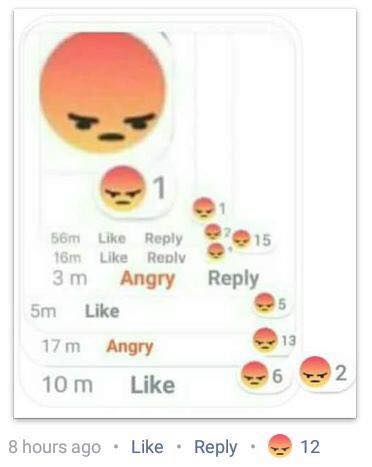 1
1
56m Like Reply 2 15
16m Like Reply 1
3 m Angry Reply
5m Like 5
17 m Angry 13
10 m Like 6 2
8 hours ago • Like • Reply • 12